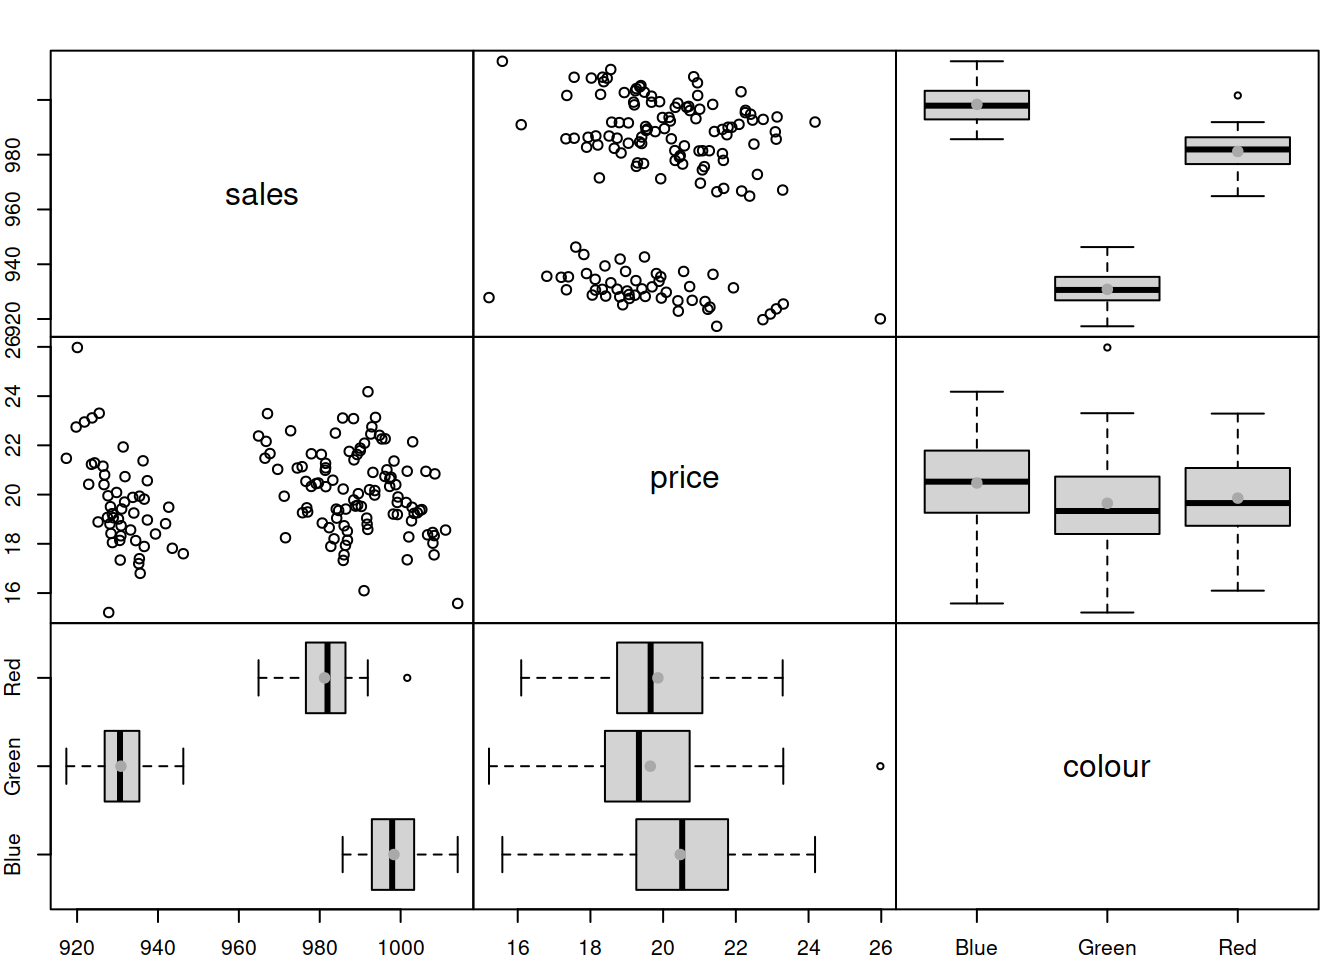 sales
980
960
940
920
price
26
24
22
20
18
16
colour
Red
Green
Blue
920 940 960 980 1000
16 18 20 22 24 26
Blue Green Red